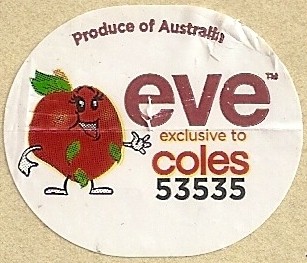 Produce of Australia
eve™
exclusive to
coles
53535